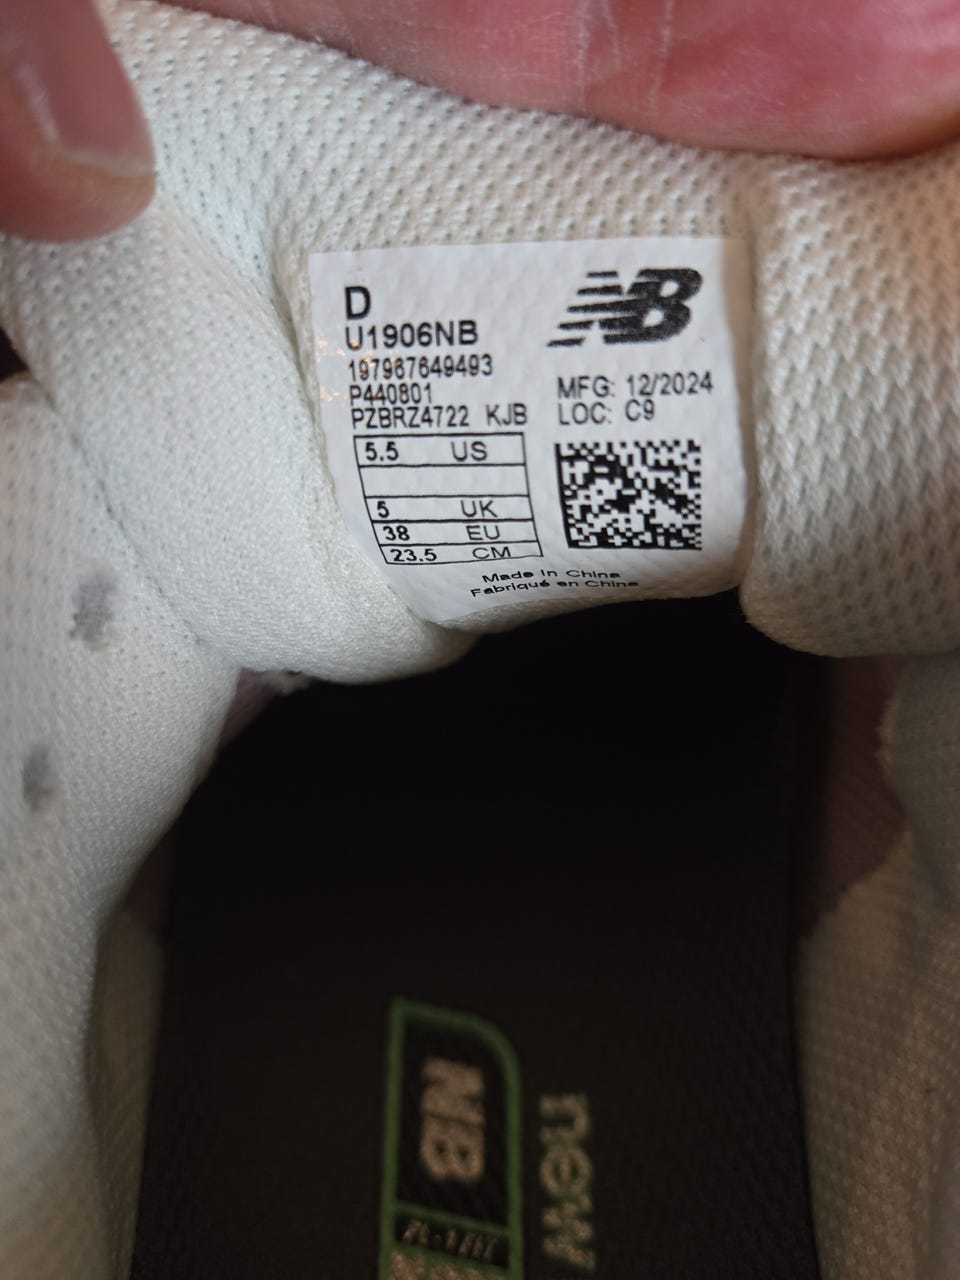 D
U1906NB
197967649493
P440801
PZBRZ4722 KJB
5.5 US
5 UK
38 EU
23.5 CM
NB
MFG: 12/2024
LOC: C9
Made in China
Fabriqué en Chine
NB
new